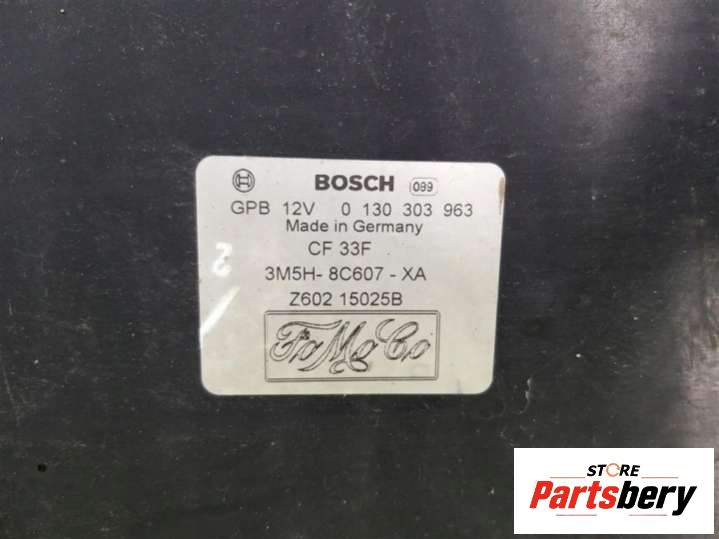 BOSCH 099
GPB 12V 0 130 303 963
Made in Germany
CF 33F
3M5H- 8C607 - XA
Z602 15025B
FoMoCo
2
STORE
Partsbery